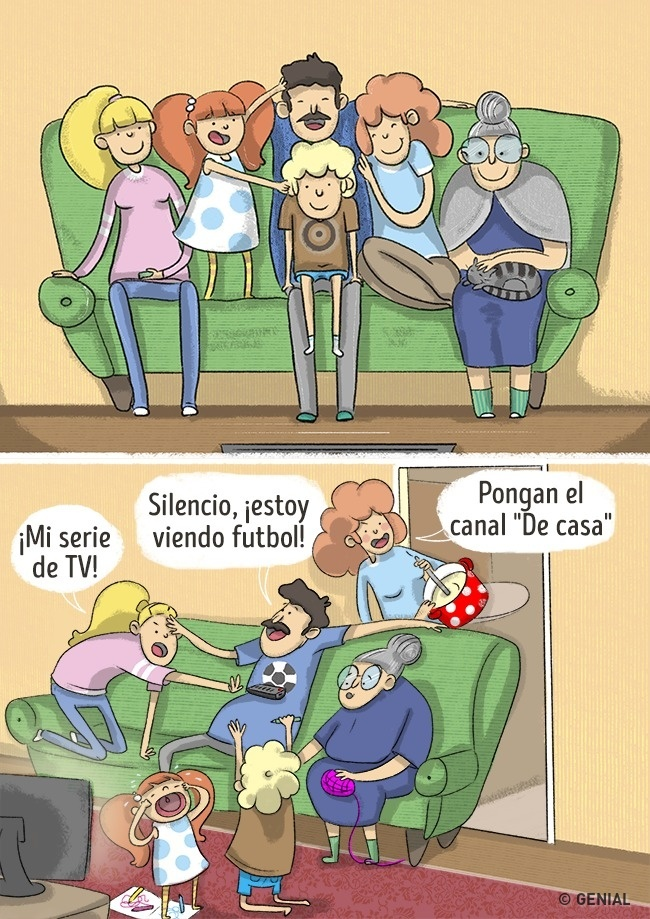 ¡Mi serie
de TV!
Silencio, ¡estoy
viendo futbol!
Pongan el
canal "De casa"
© GENIAL